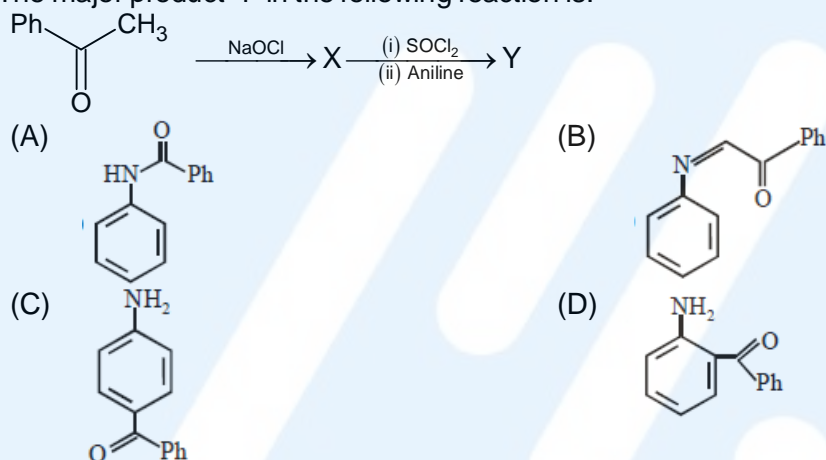 The major product 'Y' in the following reaction is:
Ph CH3
O
NaOCl X (i) SOCl2 (ii) Aniline Y
(A) O HN Ph
(B) N Ph O
(C) NH2 O Ph
(D) NH2 O Ph